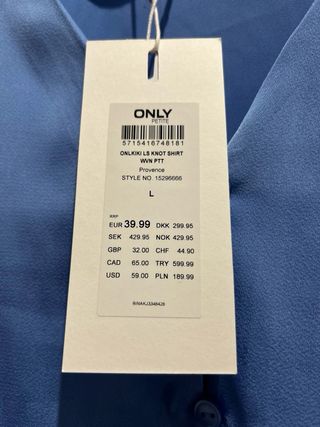 ONLY
PETITE
5715416748181
ONLKIKI LS KNOT SHIRT
WVN PTT
Provence
STYLE NO. 15296666
L
RRP
EUR 39.99 DKK 299.95
SEK 429.95 NOK 429.95
GBP 32.00 CHF 44.90
CAD 65.00 TRY 599.99
USD 59.00 PLN 189.99